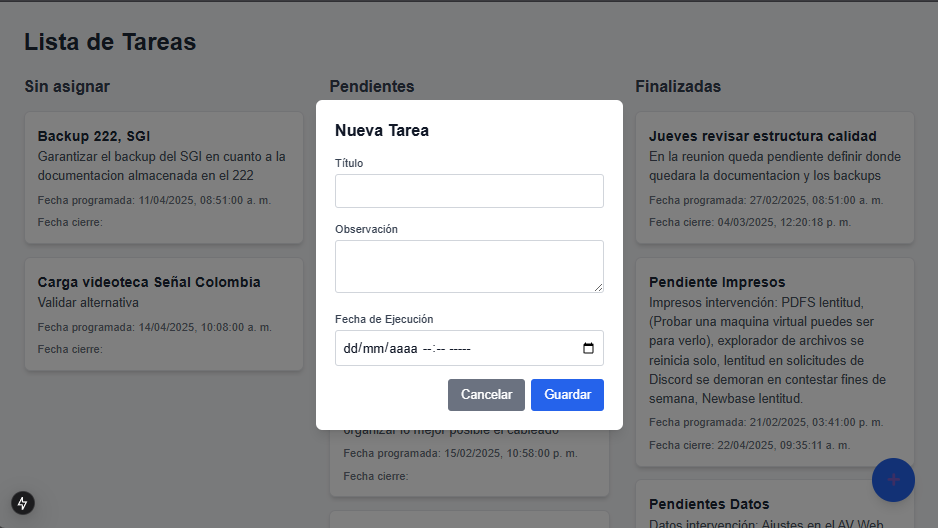 Lista de Tareas
Sin asignar
Backup 222, SGI
Garantizar el backup del SGI en cuanto a la
documentacion almacenada en el 222
Fecha programada: 11/04/2025, 08:51:00 a. m.
Fecha cierre:
Carga videoteca Señal Colombia
Validar alternativa
Fecha programada: 14/04/2025, 10:08:00 a. m.
Fecha cierre:
Pendientes
Nueva Tarea
Título
Observación
Fecha de Ejecución
dd/mm/aaaa --:-- -----
Cancelar
Guardar
organizar lo mejor posible el cableado
Fecha programada: 15/02/2025, 10:58:00 p. m.
Fecha cierre:
Finalizadas
Jueves revisar estructura calidad
En la reunion queda pendiente definir donde
quedara la documentacion y los backups
Fecha programada: 27/02/2025, 08:51:00 a. m.
Fecha cierre: 04/03/2025, 12:20:18 p. m.
Pendiente Impresos
Impresos intervención: PDFS lentitud,
(Probar una maquina virtual puedes ser
para verlo), explorador de archivos se
reinicia solo, lentitud en solicitudes de
Discord se demoran en contestar fines de
semana, Newbase lentitud.
Fecha programada: 21/02/2025, 03:41:00 p. m.
Fecha cierre: 22/04/2025, 09:35:11 a. m.
+
Pendientes Datos
Datos intervención: Ajustes en el AV Web